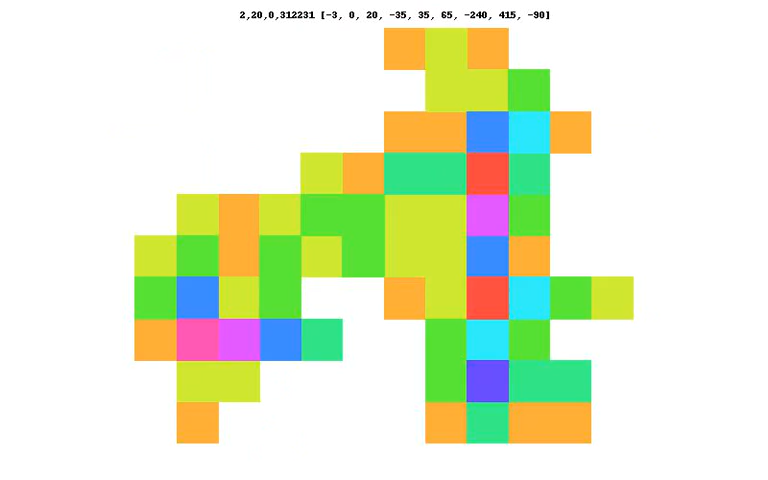 2,20,0,312231 [-3, 0, 20, -35, 35, 65, -240, 415, -90]